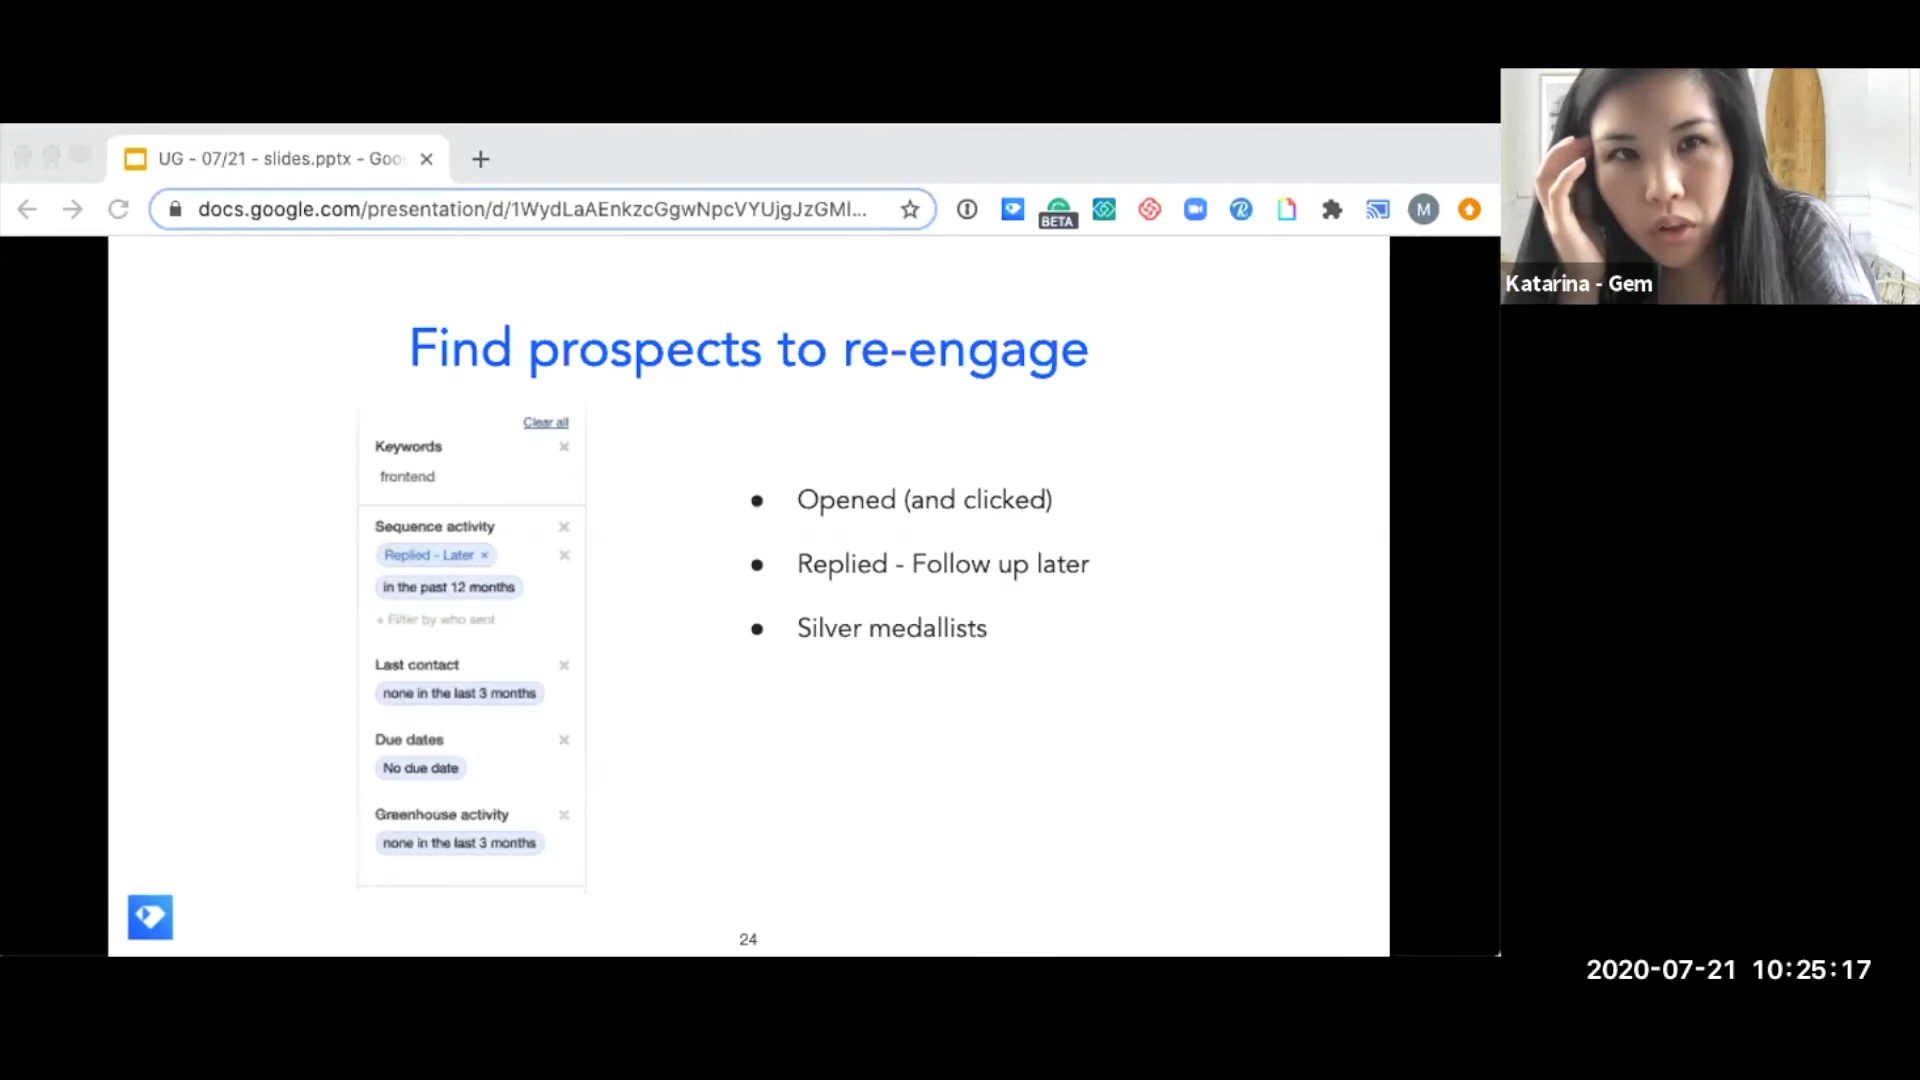 UG - 07/21 - slides.pptx - Goo
docs.google.com/presentation/d/1WydLaAEnkzcGgwNpcVYUjgJzGMI...
BETA
M
Katarina - Gem
Find prospects to re-engage
Clear all
Keywords
frontend
Sequence activity
Replied - Later ×
in the past 12 months
+ Filter by who sent
Last contact
none in the last 3 months
Due dates
No due date
Greenhouse activity
none in the last 3 months
● Opened (and clicked)
● Replied - Follow up later
● Silver medallists
24
2020-07-21 10:25:17